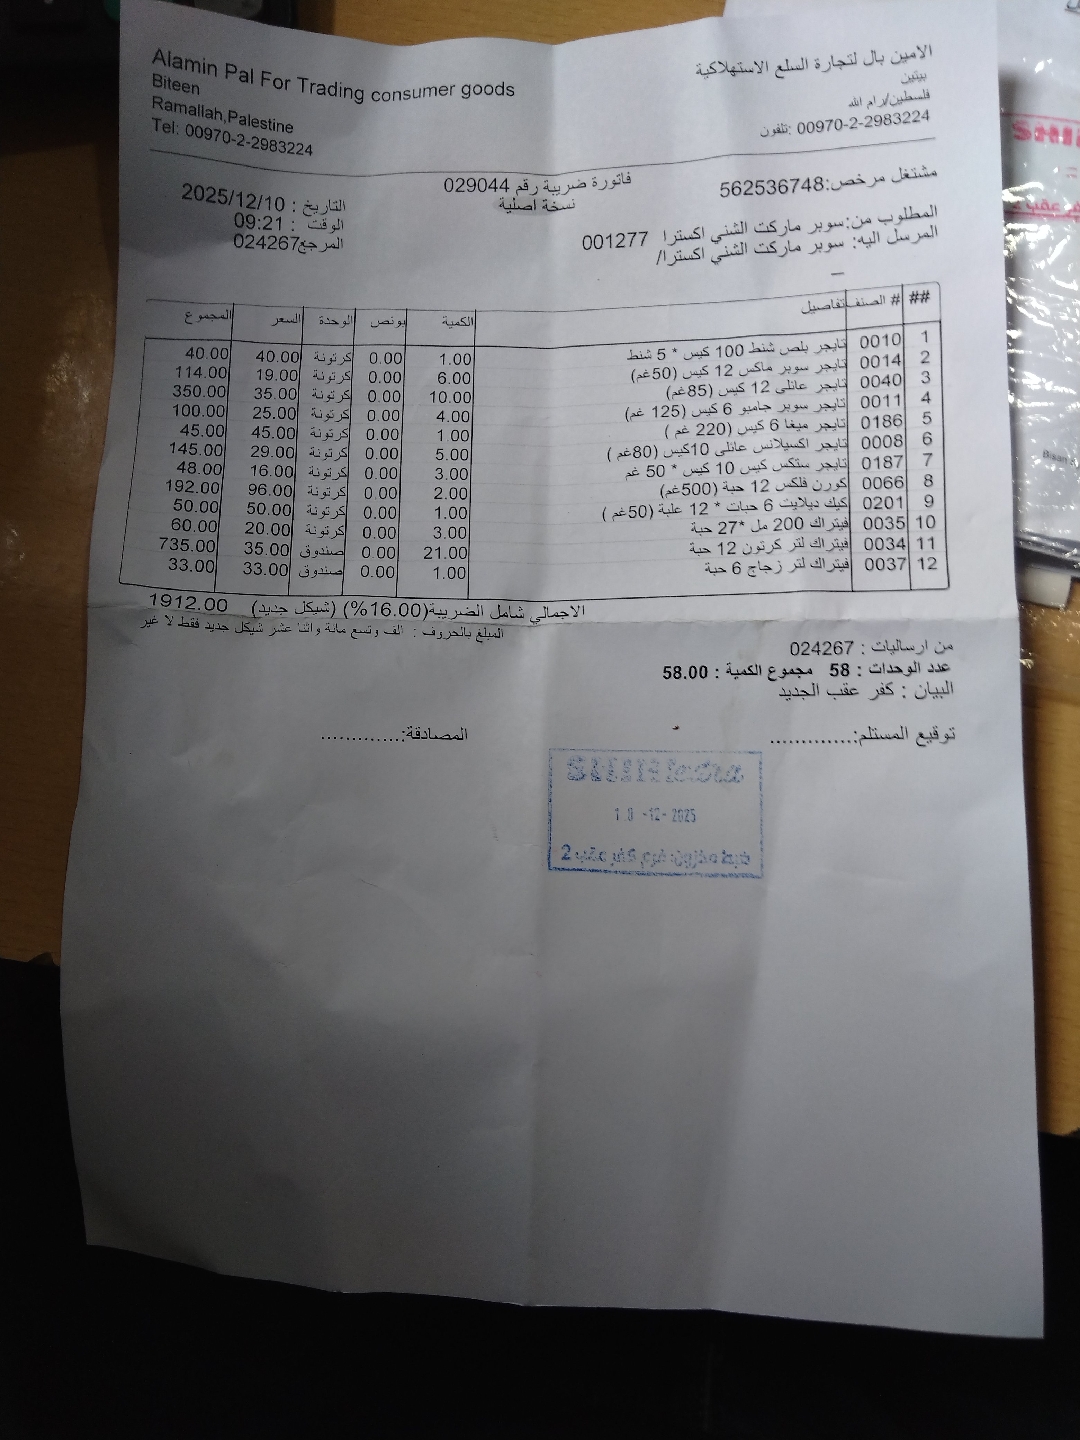 Alamin Pal For Trading consumer goods
Biteen
Ramallah,Palestine
Tel: 00970-2-2983224
الامين بال لتجارة السلع الاستهلاكية
بيتين
فلسطين/رام الله
تلفون: 00970-2-2983224
مشتغل مرخص:562536748
فاتورة ضريبة رقم 029044
نسخة اصلية
التاريخ : 2025/12/10
الوقت : 09:21
المرجع024267
المطلوب من:سوبر ماركت الشني اكسترا 001277
المرسل اليه: سوبر ماركت الشني اكسترا/
## # الصنف تفاصيل الكمية بونص الوحدة السعر المجموع
1 0010 تايجر بلص شنط 100 كيس * 5 شنط 1.00 0.00 كرتونة 40.00 40.00
2 0014 تايجر سوبر ماكس 12 كيس (50غم) 6.00 0.00 كرتونة 19.00 114.00
3 0040 تايجر عائلي 12 كيس (85غم) 10.00 0.00 كرتونة 35.00 350.00
4 0011 تايجر سوبر جامبو 6 كيس (125 غم) 4.00 0.00 كرتونة 25.00 100.00
5 0186 تايجر ميغا 6 كيس (220 غم ) 1.00 0.00 كرتونة 45.00 45.00
6 0008 تايجر اكسيلانس عائلي 10كيس (80غم ) 5.00 0.00 كرتونة 29.00 145.00
7 0187 تايجر ستكس كيس 10 كيس * 50 غم 3.00 0.00 كرتونة 16.00 48.00
8 0066 كورن فلكس 12 حبة (500غم) 2.00 0.00 كرتونة 96.00 192.00
9 0201 كيك ديلايت 6 حبات * 12 علبة (50غم ) 1.00 0.00 كرتونة 50.00 50.00
10 0035 فيتراك 200 مل *27 حبة 3.00 0.00 كرتونة 20.00 60.00
11 0034 فيتراك لتر كرتون 12 حبة 21.00 0.00 صندوق 35.00 735.00
12 0037 فيتراك لتر زجاج 6 حبة 1.00 0.00 صندوق 33.00 33.00
الاجمالي شامل الضريبة(16.00%) (شيكل جديد) 1912.00
المبلغ بالحروف : الف وتسع مائة واثنا عشر شيكل جديد فقط لا غير
من ارساليات : 024267
عدد الوحدات : 58 مجموع الكمية : 58.00
البيان : كفر عقب الجديد
توقيع المستلم:..............
المصادقة:.............
10 -12- 2025
ضبط مخزون: فرع كفر عقب 2